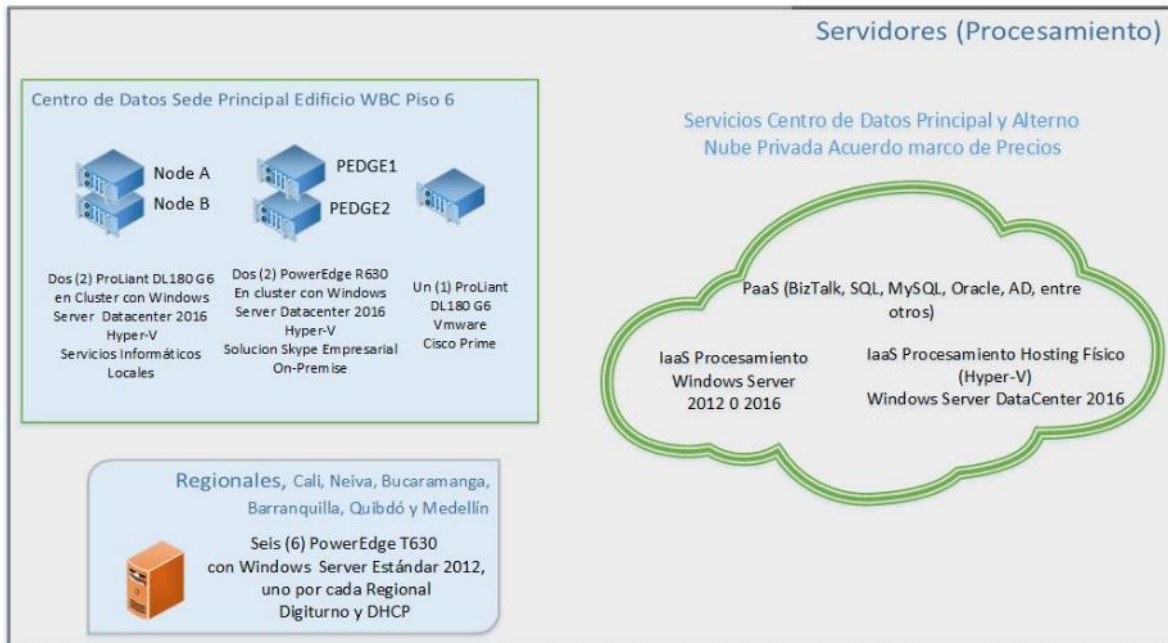 Servidores (Procesamiento)
Centro de Datos Sede Principal Edificio WBC Piso 6
Node A
Node B
Dos (2) ProLiant DL180 G6
en Cluster con Windows
Server Datacenter 2016
Hyper-V
Servicios Informáticos
Locales
PEDGE1
PEDGE2
Dos (2) PowerEdge R630
En cluster con Windows
Server Datacenter 2016
Hyper-V
Solucion Skype Empresarial
On-Premise
Un (1) ProLiant
DL180 G6
Vmware
Cisco Prime
Servicios Centro de Datos Principal y Alterno
Nube Privada Acuerdo marco de Precios
PaaS (BizTalk, SQL, MySQL, Oracle, AD, entre
otros)
IaaS Procesamiento
Windows Server
2012 0 2016
IaaS Procesamiento Hosting Físico
(Hyper-V)
Windows Server DataCenter 2016
Regionales, Cali, Neiva, Bucaramanga,
Barranquilla, Quibdó y Medellín
Seis (6) PowerEdge T630
con Windows Server Estándar 2012,
uno por cada Regional
Digiturno y DHCP